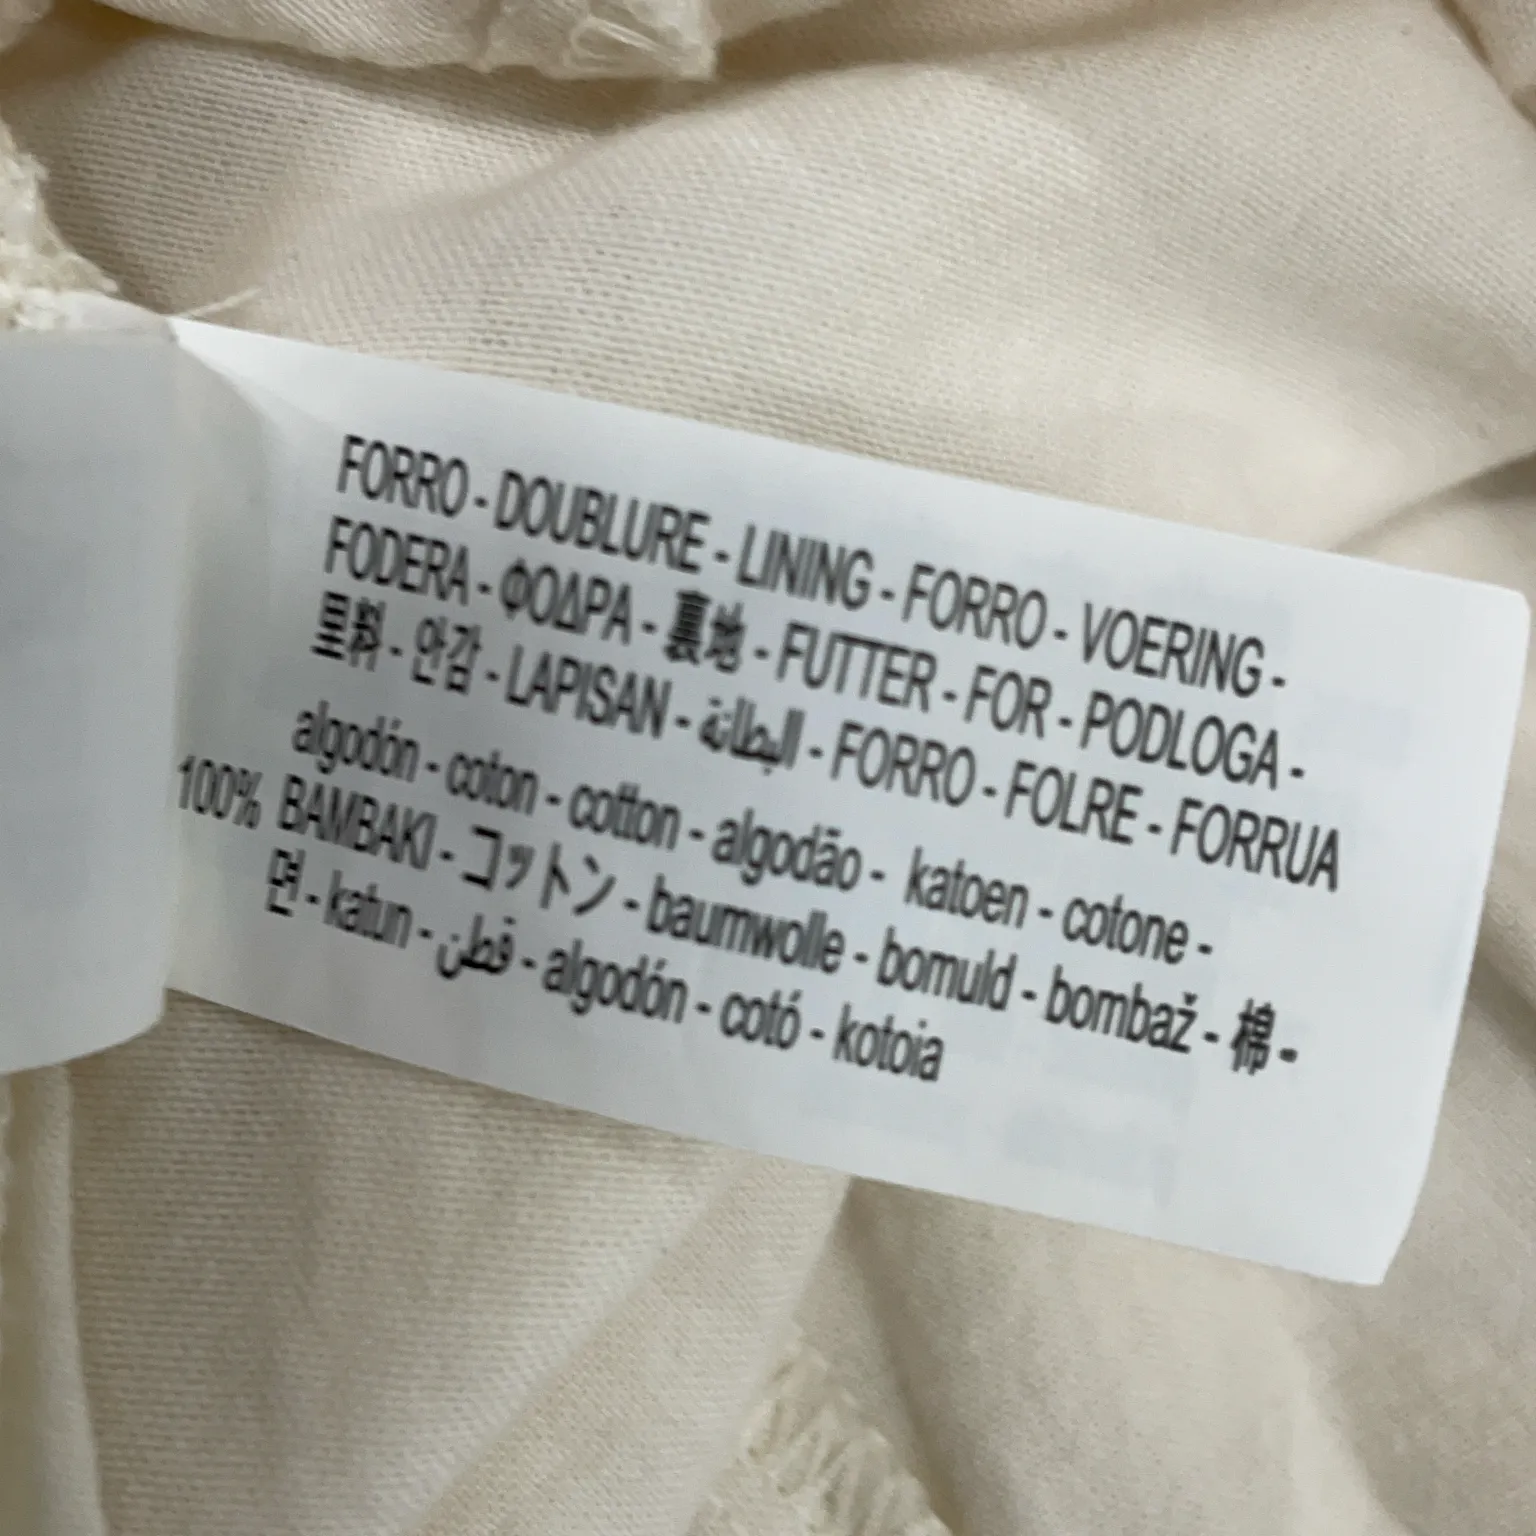 FORRO - DOUBLURE - LINING - FORRO - VOERING -
FODERA - ΦΟΔΡΑ - 裏地 - FUTTER - FOR - PODLOGA -
里料 - 안감 - LAPISAN - البطانة - FORRO - FOLRE - FORRUA
algodón - coton - cotton - algodão - katoen - cotone -
100% BAMBAKI - コットン - baumwolle - bomuld - bombaž - 棉 -
면 - katun - قطن - algodón - cotó - kotoia